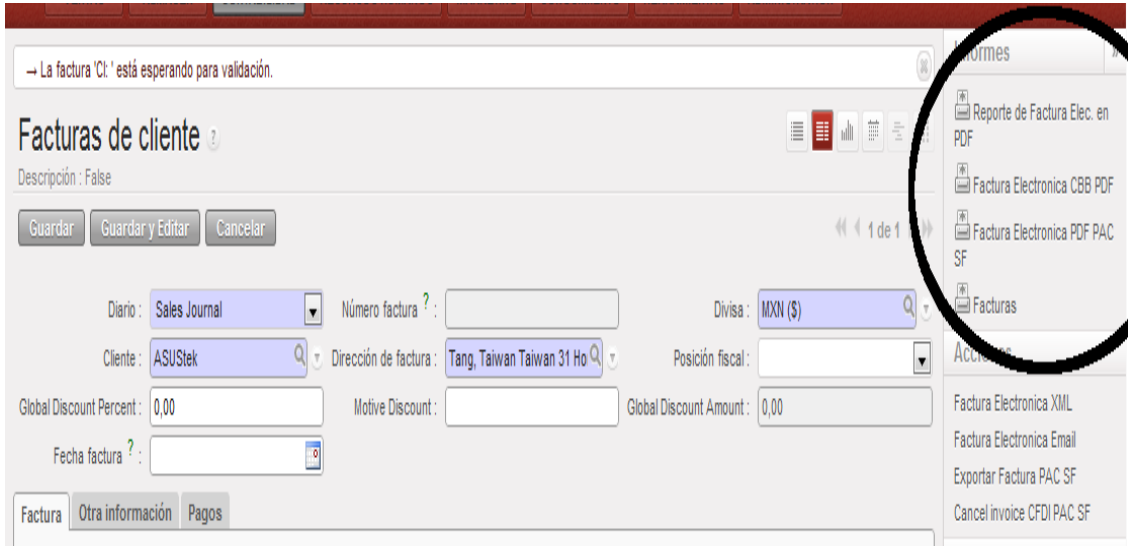 → La factura 'CI: ' está esperando para validación.
Facturas de cliente ?
Descripción : False
Guardar Guardar y Editar Cancelar
1 de 1
Diario : Sales Journal Número factura ? : Divisa : MXN ($)
Cliente : ASUStek Dirección de factura : Tang, Taiwan Taiwan 31 Ho Posición fiscal :
Global Discount Percent : 0,00 Motive Discount : Global Discount Amount : 0,00
Fecha factura ? :
Factura Otra información Pagos
Informes
Reporte de Factura Elec. en
PDF
Factura Electronica CBB PDF
Factura Electronica PDF PAC
SF
Facturas
Acciones
Factura Electronica XML
Factura Electronica Email
Exportar Factura PAC SF
Cancel invoice CFDI PAC SF